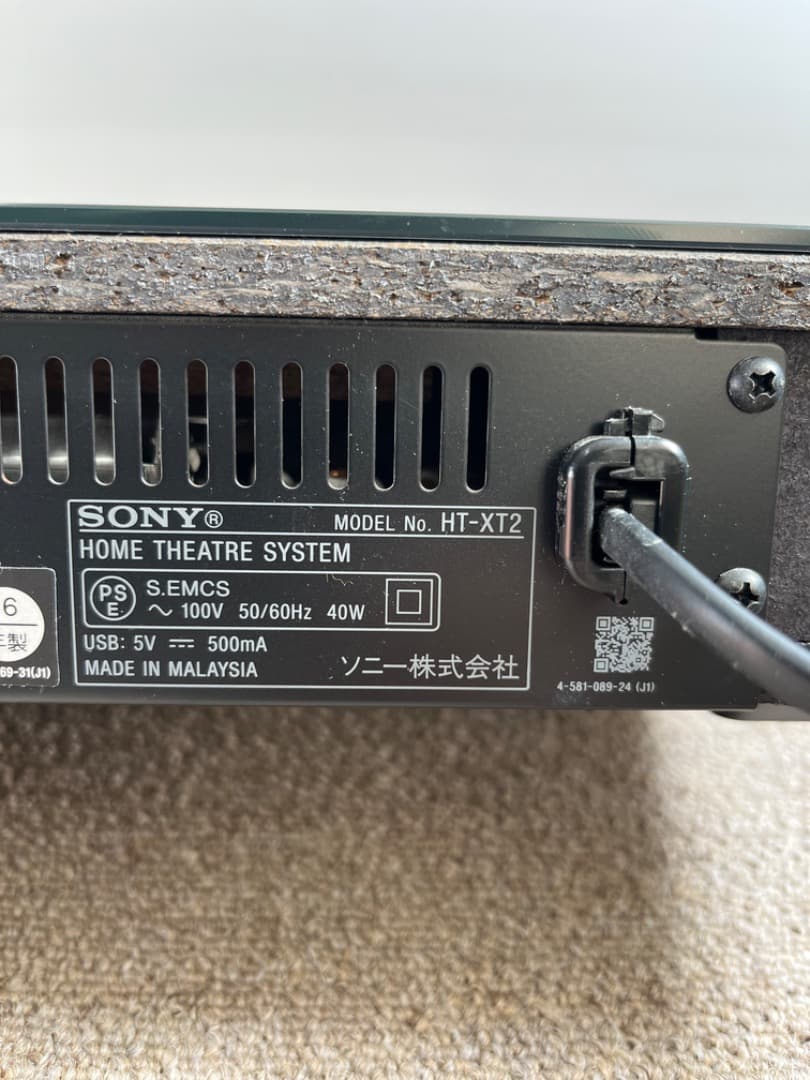 SONY®
MODEL No. HT-XT2
HOME THEATRE SYSTEM
PS E
S.EMCS
～ 100V 50/60Hz 40W
USB: 5V ⎓ 500mA
MADE IN MALAYSIA
ソニー株式会社
6
製
69-31(J1)
4-581-089-24 (J1)